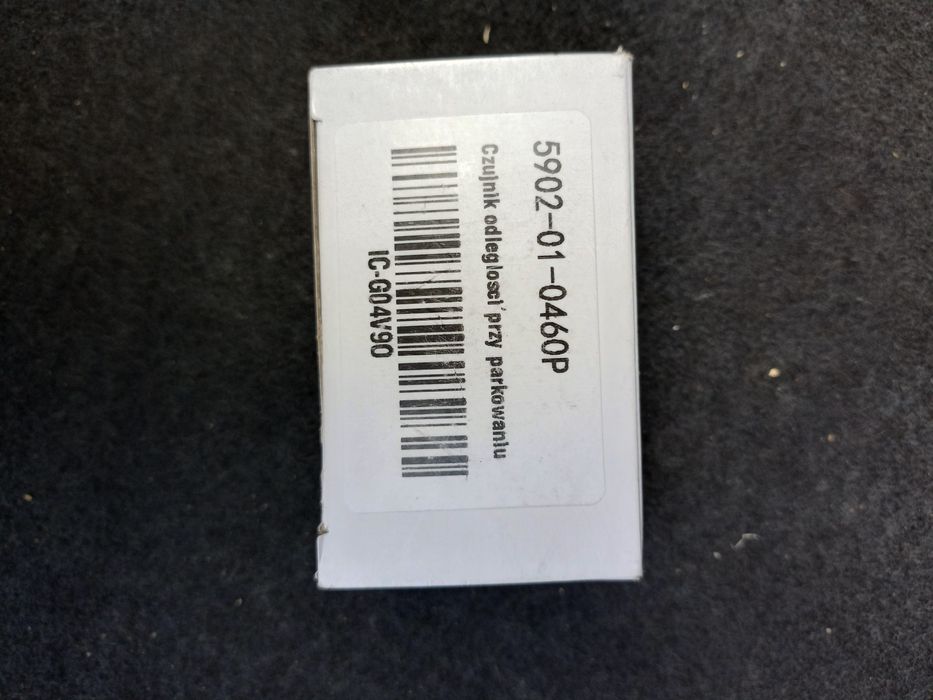 5902-01-0460P
Czujnik odległości przy parkowaniu
IC-G04V90